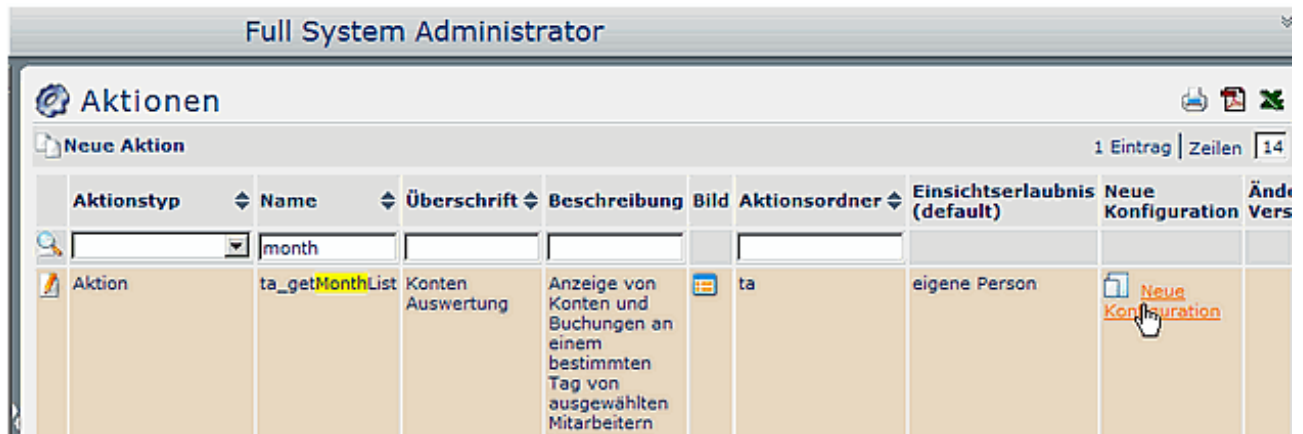 Full System Administrator
Aktionen
Neue Aktion
1 Eintrag Zeilen 14
Aktionstyp Name Überschrift Beschreibung Bild Aktionsordner Einsichtserlaubnis (default) Neue Konfiguration Ände Vers
month
Aktion ta_getMonthList Konten Auswertung Anzeige von Konten und Buchungen an einem bestimmten Tag von ausgewählten Mitarbeitern ta eigene Person Neue Konfiguration